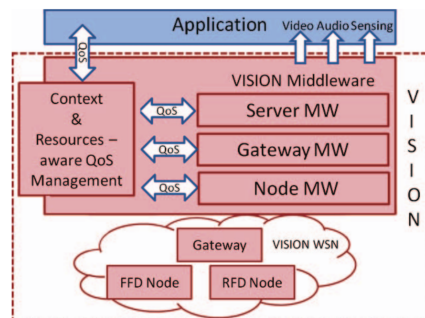 Application
Video Audio Sensing
QoS
VISION Middleware
Context
&
Resources –
aware QoS
Management
QoS
Server MW
QoS
Gateway MW
QoS
Node MW
VISION
Gateway
VISION WSN
FFD Node
RFD Node